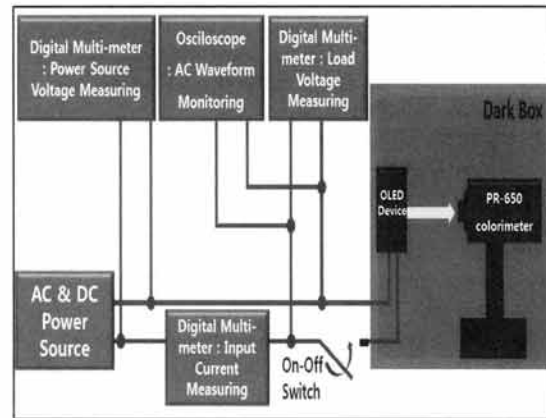 Digital Multi-meter
: Power Source
Voltage Measuring
Osciloscope
: AC Waveform
Monitoring
Digital Multi-
meter : Load
Voltage
Measuring
Dark Box
OLED
Device
PR-650
colorimeter
AC & DC
Power
Source
Digital Multi-
meter : Input
Current
Measuring
On-Off
Switch